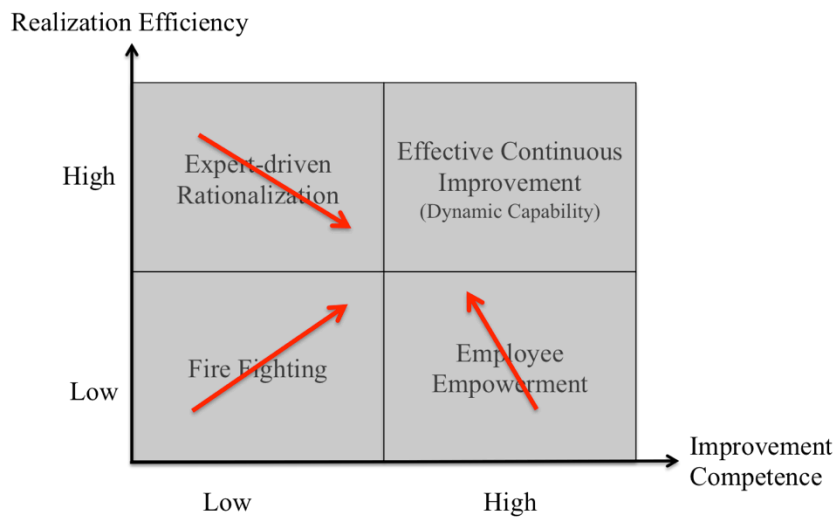 Realization Efficiency
High
Expert-driven
Rationalization
Effective Continuous
Improvement
(Dynamic Capability)
Low
Fire Fighting
Employee
Empowerment
Improvement
Competence
Low
High